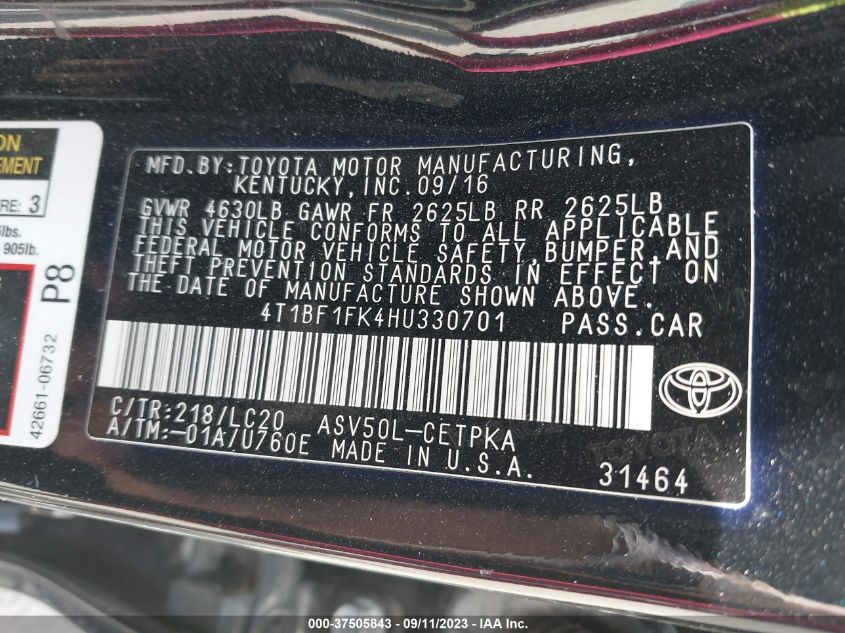 ON
EMENT
RE: 3
lbs.
905lb.
P8
42661-06732
MFD. BY: TOYOTA MOTOR MANUFACTURING,
KENTUCKY, INC. 09/16
GVWR 4630LB GAWR FR 2625LB RR 2625LB
THIS VEHICLE CONFORMS TO ALL APPLICABLE
FEDERAL MOTOR VEHICLE SAFETY, BUMPER, AND
THEFT PREVENTION STANDARDS IN EFFECT ON
THE DATE OF MANUFACTURE SHOWN ABOVE.
4T1BF1FK4HU330701 PASS.CAR
C/TR:218/LC20 ASV50L-CETPKA
A/TM:-01A/U760E MADE IN U.S.A.
TOYOTA
31464
000-37505843 - 09/11/2023 - IAA Inc.